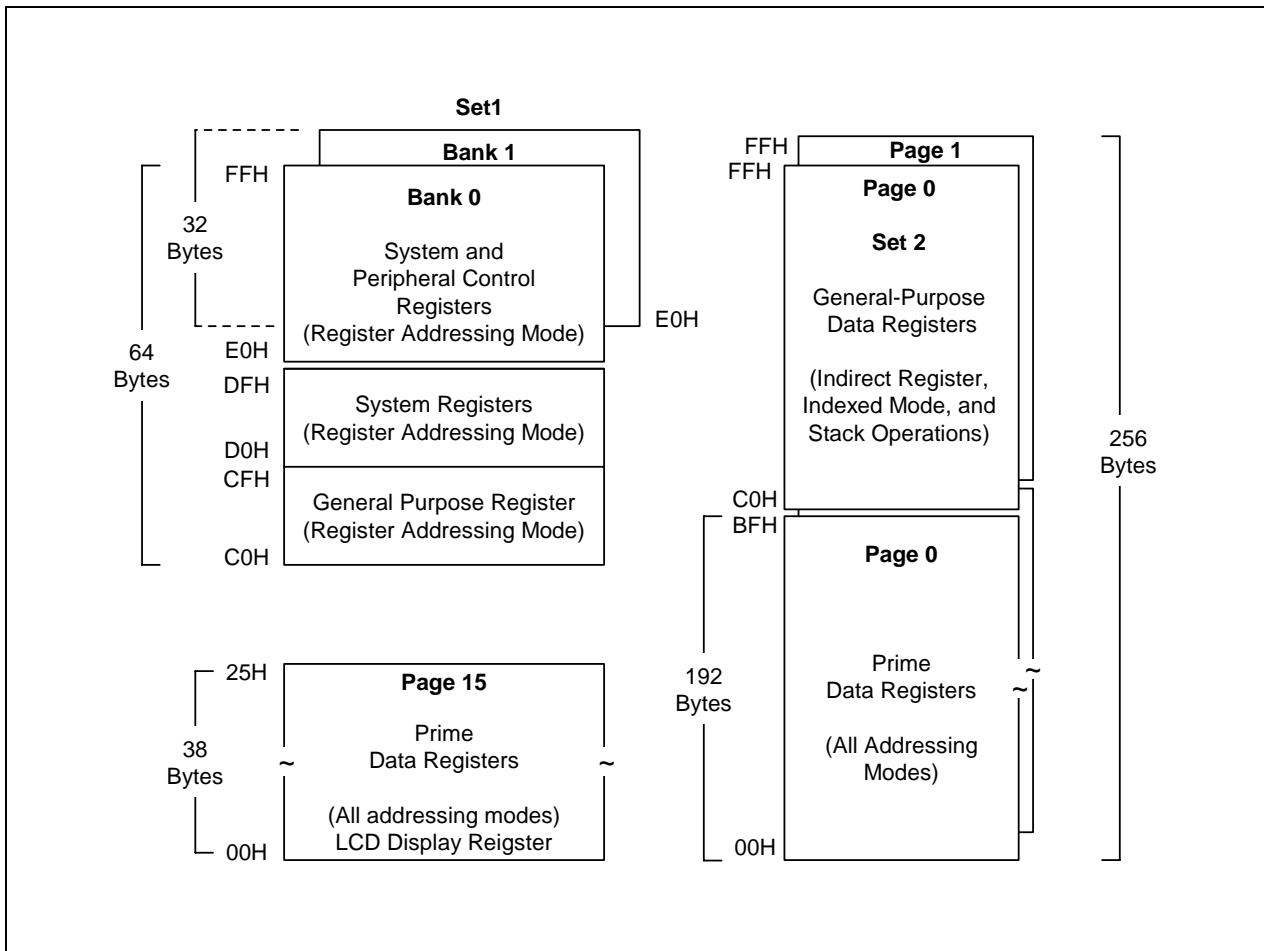 Set1
Bank 1
FFH
Bank 0
32
Bytes
System and
Peripheral Control
Registers
(Register Addressing Mode)
E0H
64
Bytes
E0H
DFH
System Registers
(Register Addressing Mode)
D0H
CFH
General Purpose Register
(Register Addressing Mode)
C0H
25H
Page 15
38
Bytes
Prime
Data Registers
~
~
(All addressing modes)
LCD Display Reigster
00H
FFH
Page 1
FFH
Page 0
Set 2
General-Purpose
Data Registers
(Indirect Register,
Indexed Mode, and
Stack Operations)
256
Bytes
C0H
BFH
Page 0
192
Bytes
Prime
Data Registers
~
~
(All Addressing
Modes)
00H